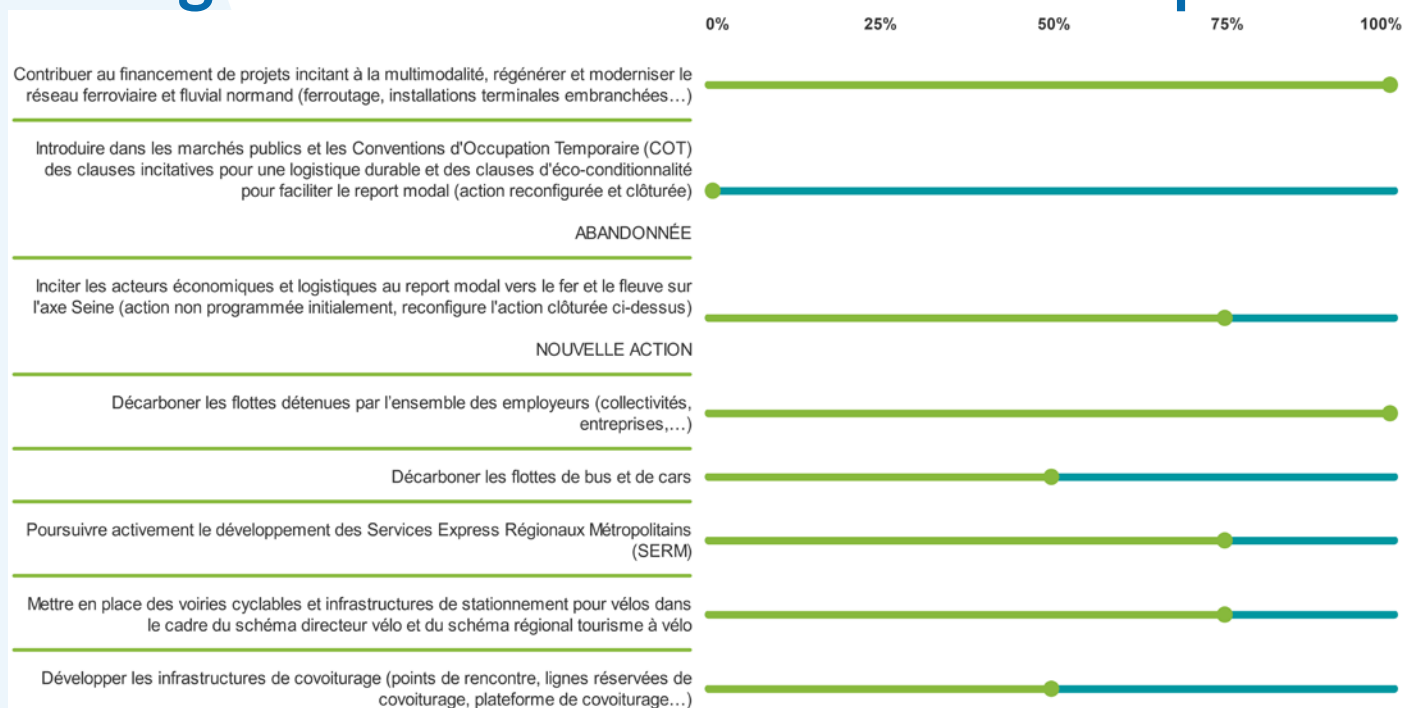 0% 25% 50% 75% 100%
Contribuer au financement de projets incitant à la multimodalité, régénérer et moderniser le
réseau ferroviaire et fluvial normand (ferroutage, installations terminales embranchées…)
Introduire dans les marchés publics et les Conventions d'Occupation Temporaire (COT)
des clauses incitatives pour une logistique durable et des clauses d'éco-conditionnalité
pour faciliter le report modal (action reconfigurée et clôturée)
ABANDONNÉE
Inciter les acteurs économiques et logistiques au report modal vers le fer et le fleuve sur
l'axe Seine (action non programmée initialement, reconfigure l'action clôturée ci-dessus)
NOUVELLE ACTION
Décarboner les flottes détenues par l'ensemble des employeurs (collectivités,
entreprises,…)
Décarboner les flottes de bus et de cars
Poursuivre activement le développement des Services Express Régionaux Métropolitains
(SERM)
Mettre en place des voiries cyclables et infrastructures de stationnement pour vélos dans
le cadre du schéma directeur vélo et du schéma régional tourisme à vélo
Développer les infrastructures de covoiturage (points de rencontre, lignes réservées de
covoiturage, plateforme de covoiturage…)